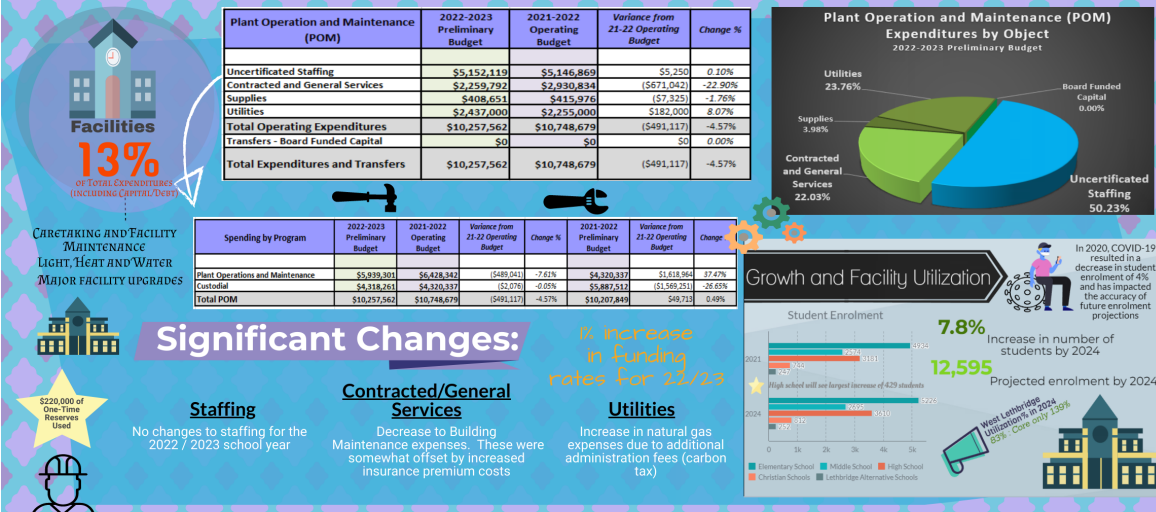 Facilities
13%
OF TOTAL EXPENDITURES
(INCLUDING CAPITAL/DEBT)
CARETAKING AND FACILITY
MAINTENANCE
LIGHT, HEAT AND WATER
MAJOR FACILITY UPGRADES
$220,000 of
One-Time
Reserves
Used
Plant Operation and Maintenance (POM) 2022-2023 Preliminary Budget 2021-2022 Operating Budget Variance from 21-22 Operating Budget Change %
Uncertificated Staffing $5,152,119 $5,146,869 $5,250 0.10%
Contracted and General Services $2,259,792 $2,930,834 ($671,042) -22.90%
Supplies $408,651 $415,976 ($7,325) -1.76%
Utilities $2,437,000 $2,255,000 $182,000 8.07%
Total Operating Expenditures $10,257,562 $10,748,679 ($491,117) -4.57%
Transfers - Board Funded Capital $0 $0 $0 0.00%
Total Expenditures and Transfers $10,257,562 $10,748,679 ($491,117) -4.57%
Spending by Program 2022-2023 Preliminary Budget 2021-2022 Operating Budget Variance from 21-22 Operating Budget Change % 2021-2022 Preliminary Budget Variance from 21-22 Operating Budget Change
Plant Operations and Maintenance $5,939,301 $6,428,342 ($489,041) -7.61% $4,320,337 $1,618,964 37.47%
Custodial $4,318,261 $4,320,337 ($2,076) -0.05% $5,887,512 ($1,569,251) -26.65%
Total POM $10,257,562 $10,748,679 ($491,117) -4.57% $10,207,849 $49,713 0.49%
Significant Changes:
1% increase
in funding
rates for 22/23
Staffing
No changes to staffing for the
2022 / 2023 school year
Contracted/General
Services
Decrease to Building
Maintenance expenses. These were
somewhat offset by increased
insurance premium costs
Utilities
Increase in natural gas
expenses due to additional
administration fees (carbon
tax)
Plant Operation and Maintenance (POM)
Expenditures by Object
2022-2023 Preliminary Budget
Utilities
23.76%
Board Funded
Capital
0.00%
Supplies
3.98%
Contracted
and General
Services
22.03%
Uncertificated
Staffing
50.23%
Growth and Facility Utilization
In 2020, COVID-19
resulted in a
decrease in student
enrolment of 4%
and has impacted
the accuracy of
future enrolment
projections
Student Enrolment
2021
4934
2574
3181
744
247
High school will see largest increase of 429 students
2024
3610
812
0 1k 2k 3k 4k 5k
Elementary School Middle School High School
Christian Schools Lethbridge Alternative Schools
7.8%
Increase in number of
students by 2024
12,595
Projected enrolment by 2024
West Lethbridge
Utilization% in 2024
83% - Core only 139%